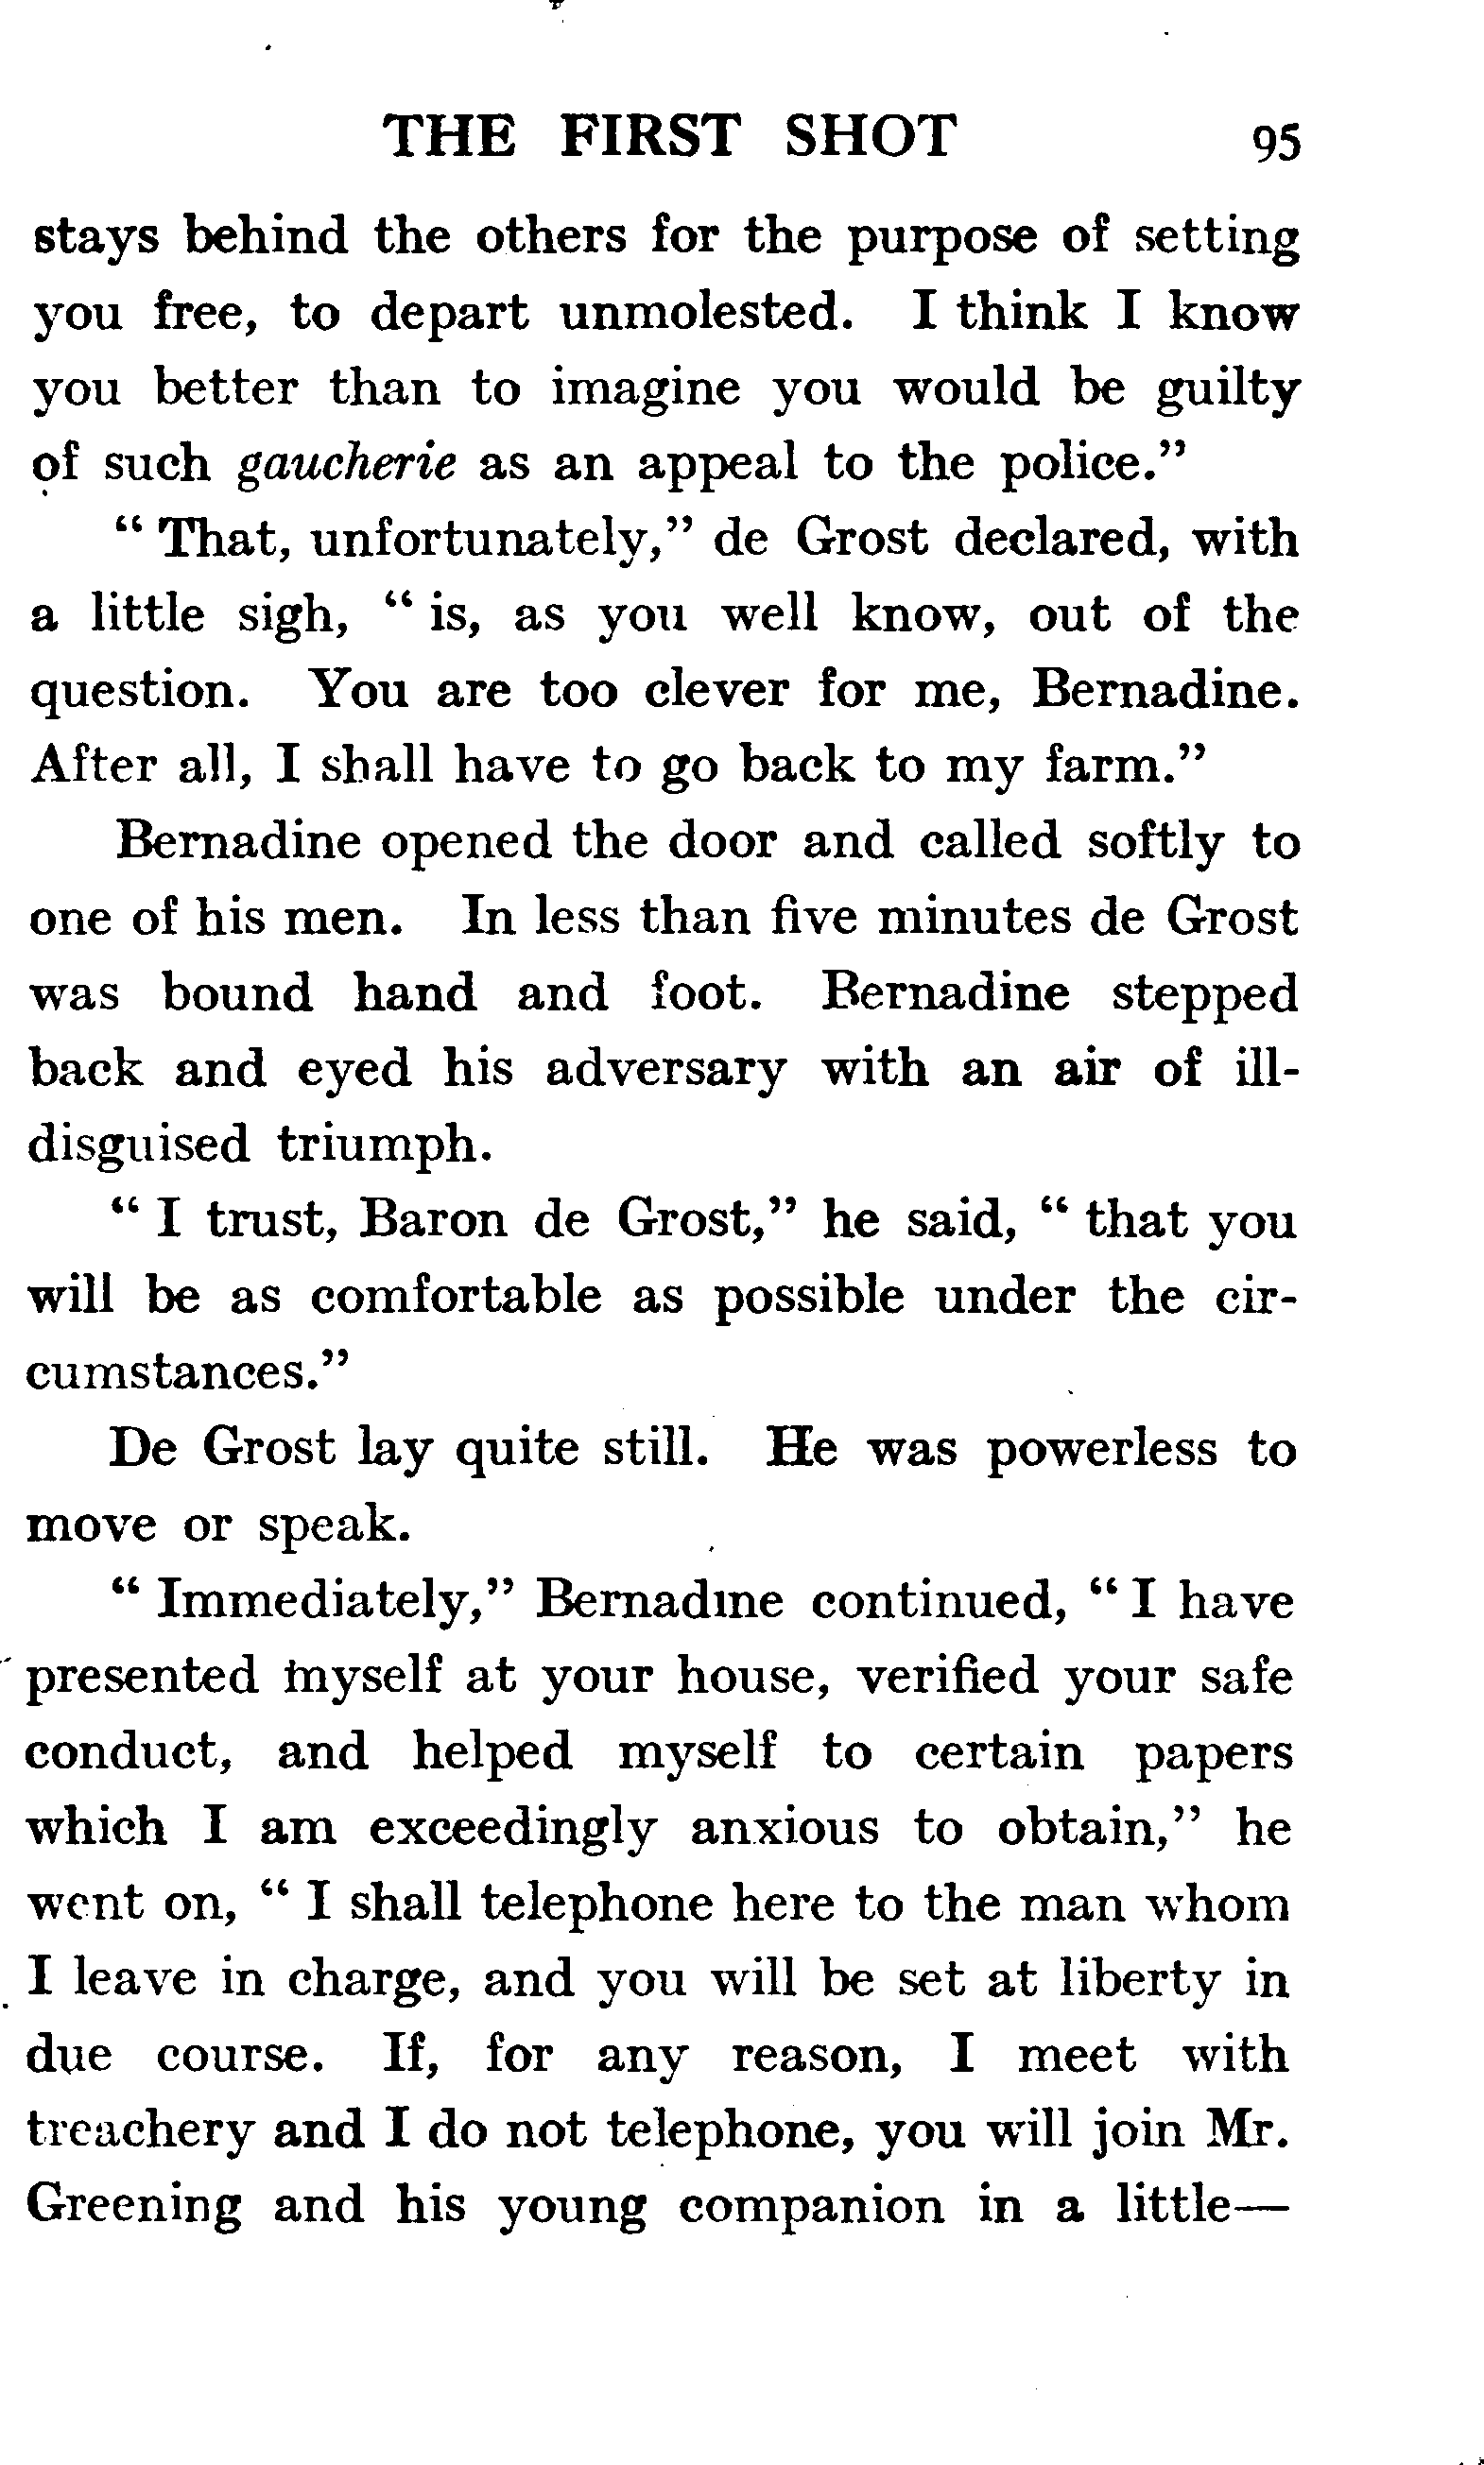 THE FIRST SHOT 95
stays behind the others for the purpose of setting
you free, to depart unmolested. I think I know
you better than to imagine you would be guilty
of such gaucherie as an appeal to the police.”
“ That, unfortunately,” de Grost declared, with
a little sigh, “ is, as you well know, out of the
question. You are too clever for me, Bernadine.
After all, I shall have to go back to my farm.”
Bernadine opened the door and called softly to
one of his men. In less than five minutes de Grost
was bound hand and foot. Bernadine stepped
back and eyed his adversary with an air of ill-
disguised triumph.
“ I trust, Baron de Grost,” he said, “ that you
will be as comfortable as possible under the cir-
cumstances.”
De Grost lay quite still. He was powerless to
move or speak.
“ Immediately,” Bernadine continued, “ I have
presented myself at your house, verified your safe
conduct, and helped myself to certain papers
which I am exceedingly anxious to obtain,” he
went on, “ I shall telephone here to the man whom
I leave in charge, and you will be set at liberty in
due course. If, for any reason, I meet with
treachery and I do not telephone, you will join Mr.
Greening and his young companion in a little—